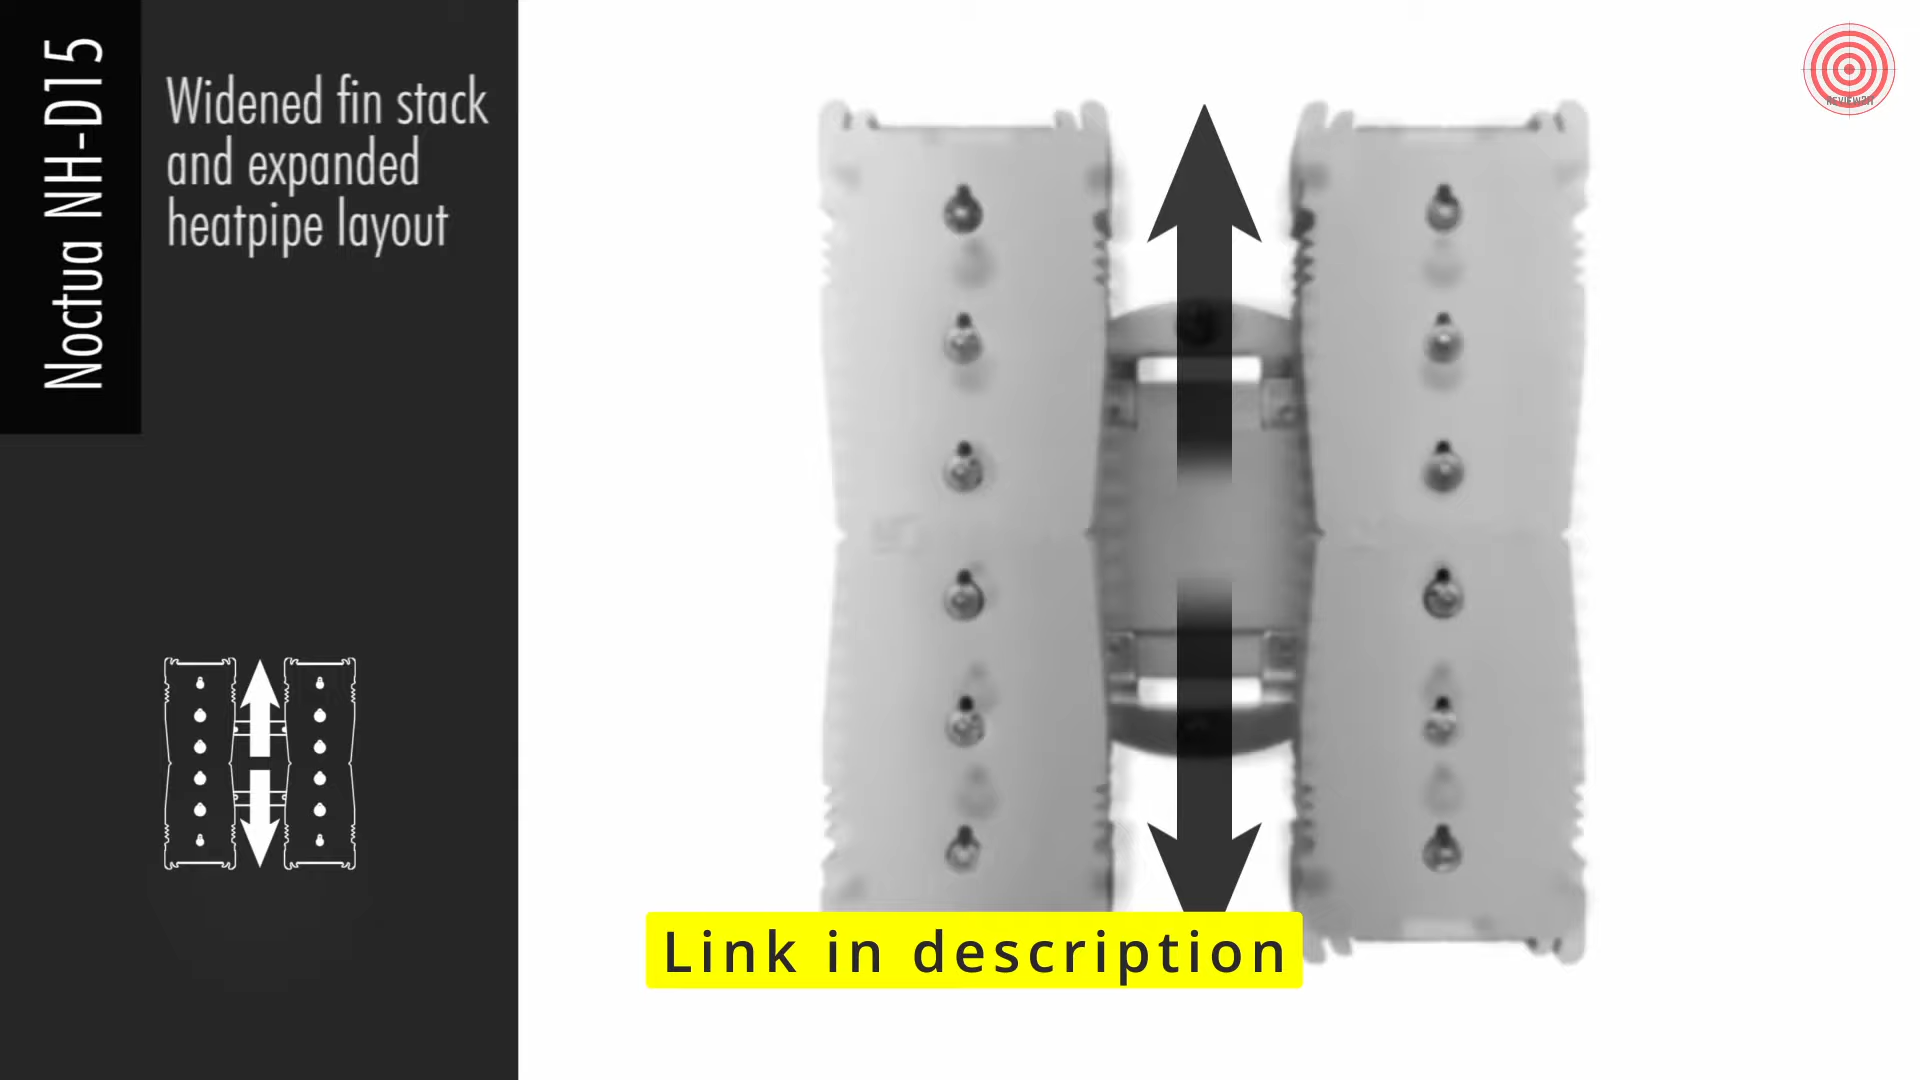 Noctua NH-D15
Widened fin stack
and expanded
heatpipe layout
Link in description